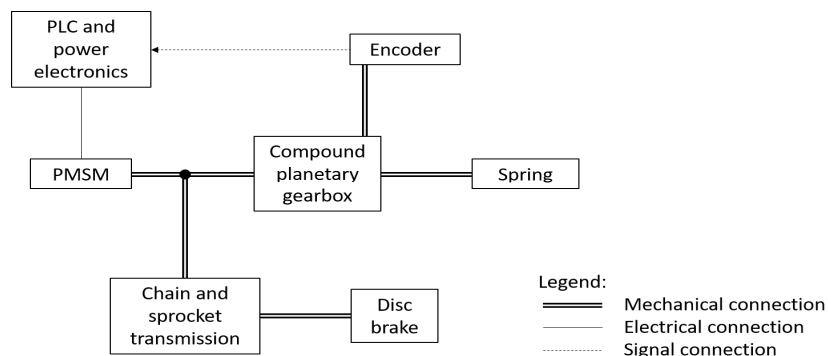 PLC and
power
electronics
Encoder
PMSM
Compound
planetary
gearbox
Spring
Chain and
sprocket
transmission
Disc
brake
Legend:
Mechanical connection
Electrical connection
Signal connection